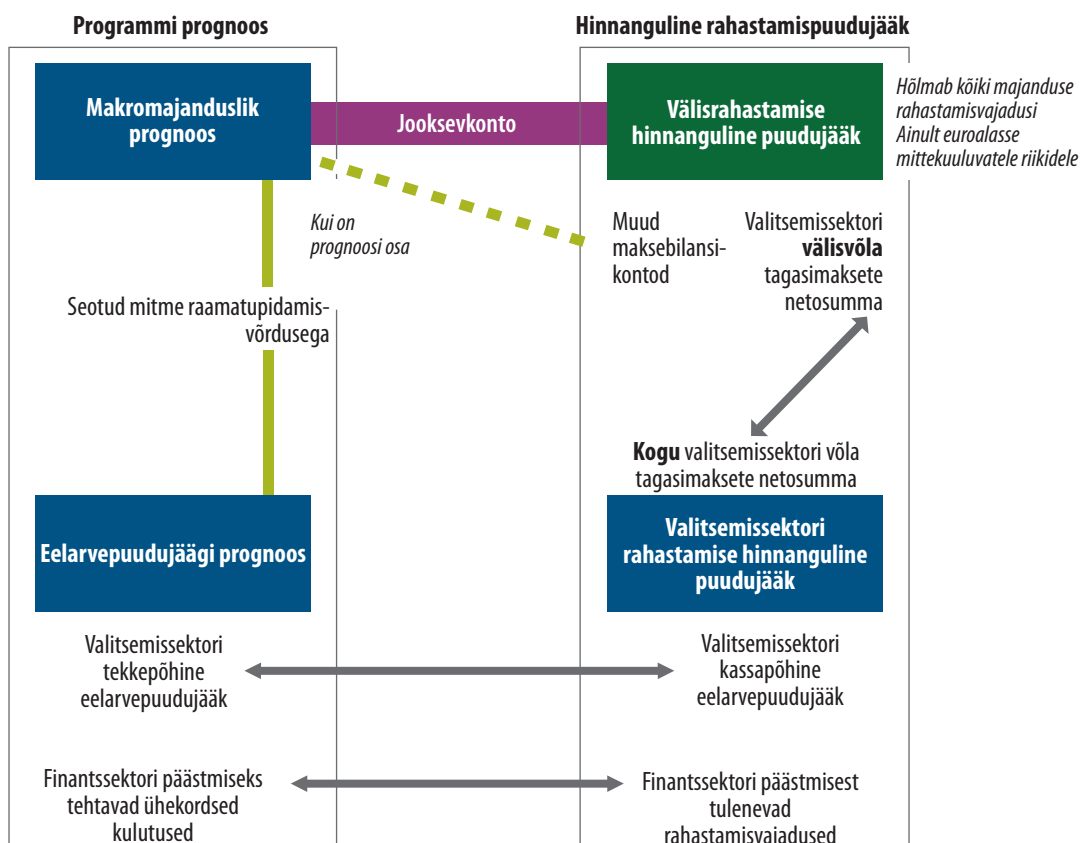 Programmi prognoos
Hinnanguline rahastamispuudujääk
Makromajanduslik
prognoos
Jooksevkonto
Välisrahastamise
hinnanguline puudujääk
Hõlmab kõiki majanduse
rahastamisvajadusi
Ainult euroalasse
mittekuuluvatele riikidele
Kui on
prognoosi osa
Muud
maksebilansi-
kontod
Valitsemissektori
välisvõla
tagasimaksete
netosumma
Seotud mitme raamatupidamis-
võrdusega
Kogu valitsemissektori võla
tagasimaksete netosumma
Eelarvepuudujäägi prognoos
Valitsemissektori
rahastamise hinnanguline
puudujääk
Valitsemissektori
tekkepõhine
eelarvepuudujääk
Valitsemissektori
kassapõhine
eelarvepuudujääk
Finantssektori päästmiseks
tehtavad ühekordsed
kulutused
Finantssektori päästmisest
tulenevad
rahastamisvajadused